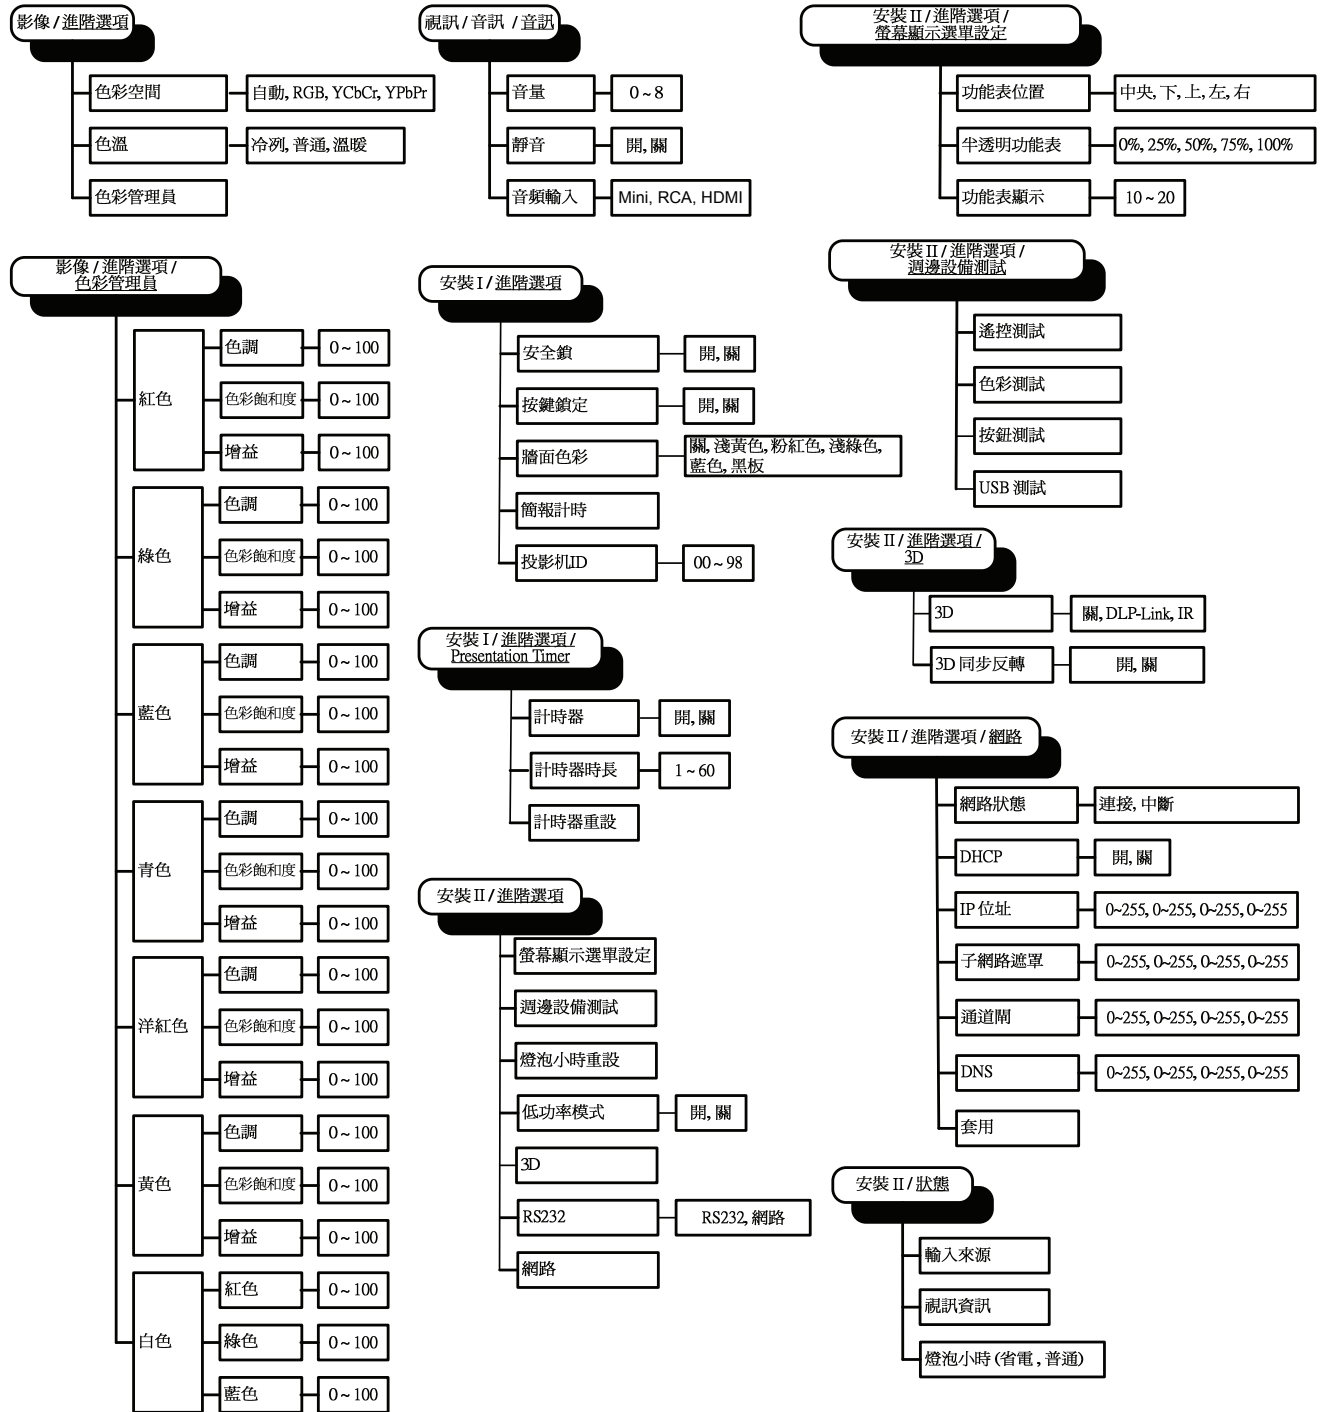 影像 / 進階選項
色彩空間
自動, RGB, YCbCr, YPbPr
色溫
冷冽, 普通, 溫暖
色彩管理員
影像 / 進階選項 /
色彩管理員
紅色
色調
0 ~ 100
色彩飽和度
0 ~ 100
增益
0 ~ 100
綠色
色調
0 ~ 100
色彩飽和度
0 ~ 100
增益
0 ~ 100
藍色
色調
0 ~ 100
色彩飽和度
0 ~ 100
增益
0 ~ 100
青色
色調
0 ~ 100
色彩飽和度
0 ~ 100
增益
0 ~ 100
洋紅色
色調
0 ~ 100
色彩飽和度
0 ~ 100
增益
0 ~ 100
黃色
色調
0 ~ 100
色彩飽和度
0 ~ 100
增益
0 ~ 100
白色
紅色
0 ~ 100
綠色
0 ~ 100
藍色
0 ~ 100
視訊 / 音訊 / 音訊
音量
0 ~ 8
靜音
開, 關
音頻輸入
Mini, RCA, HDMI
安裝 I / 進階選項
安全鎖
開, 關
按鍵鎖定
開, 關
牆面色彩
關, 淺黃色, 粉紅色, 淺綠色,
藍色, 黑板
簡報計時
投影机ID
00 ~ 98
安裝 I / 進階選項 /
Presentation Timer
計時器
開, 關
計時器時長
1 ~ 60
計時器重設
安裝 II / 進階選項
螢幕顯示選單設定
週邊設備測試
燈泡小時重設
低功率模式
開, 關
3D
RS232
RS232, 網路
網路
安裝 II / 進階選項 /
螢幕顯示選單設定
功能表位置
中央, 下, 上, 左, 右
半透明功能表
0%, 25%, 50%, 75%, 100%
功能表顯示
10 ~ 20
安裝 II / 進階選項 /
週邊設備測試
遙控測試
色彩測試
按鈕測試
USB 測試
安裝 II / 進階選項 /
3D
3D
關, DLP-Link, IR
3D 同步反轉
開, 關
安裝 II / 進階選項 / 網路
網路狀態
連接, 中斷
DHCP
開, 關
IP 位址
0~255, 0~255, 0~255, 0~255
子網路遮罩
0~255, 0~255, 0~255, 0~255
通道閘
0~255, 0~255, 0~255, 0~255
DNS
0~255, 0~255, 0~255, 0~255
套用
安裝 II / 狀態
輸入來源
視訊資訊
燈泡小時 (省電 , 普通)